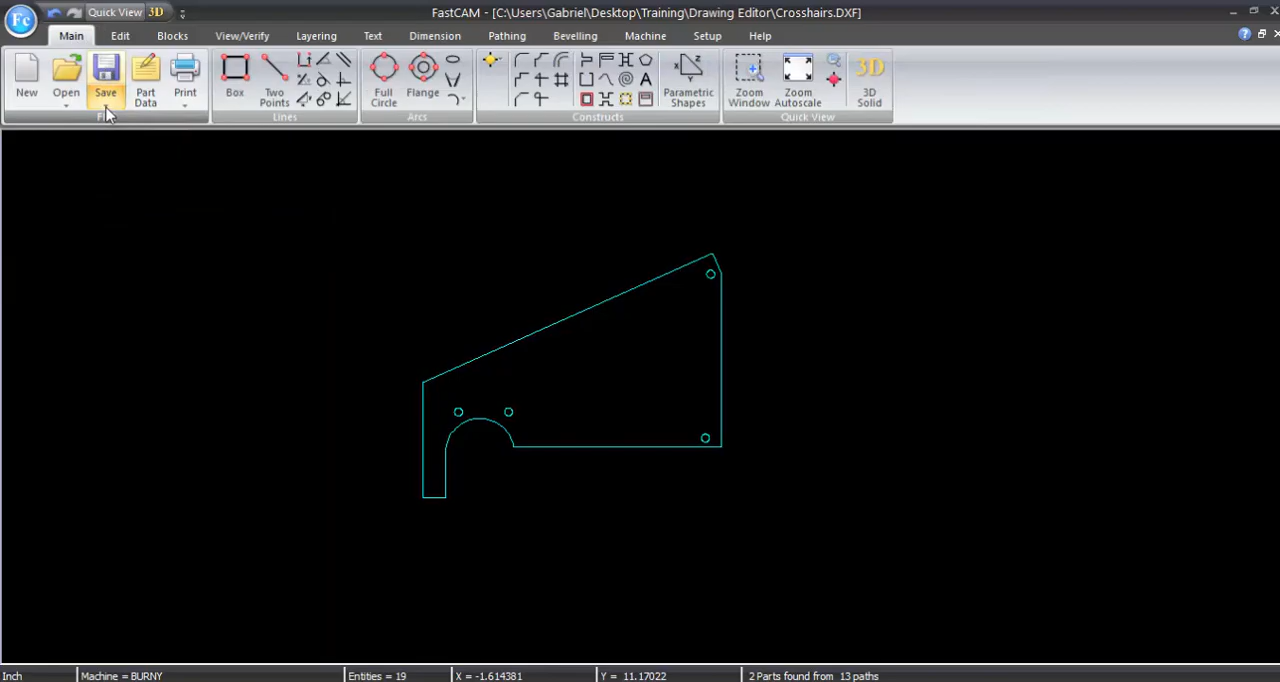 Fc Quick View 3D FastCAM - [C:\Users\Gabriel\Desktop\Training\Drawing Editor\Crosshairs.DXF]
Main Edit Blocks View/Verify Layering Text Dimension Pathing Bevelling Machine Setup Help
New Open Save Part Data Print
Box Two Points
Full Circle Flange
A
Parametric Shapes
Zoom Window Zoom Autoscale
3D
3D Solid
Lines Arcs Constructs Quick View
Inch Machine = BURNY Entities = 19 X = -1.614381 Y = 11.17022 2 Parts found from 13 paths